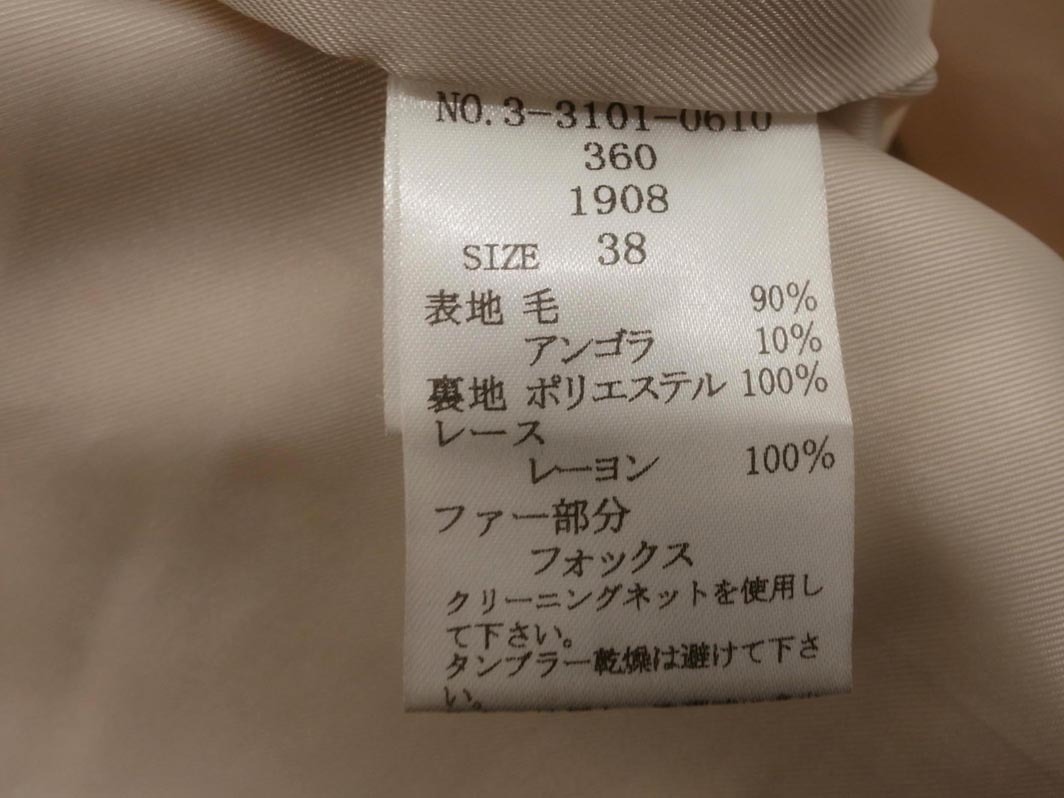 NO.3-3101-0610
360
1908
SIZE 38
表地 毛 90%
アンゴラ 10%
裏地 ポリエステル 100%
レース
レーヨン 100%
ファー部分
フォックス
クリーニングネットを使用し
て下さい。
タンブラー乾燥は避けて下さ
い。